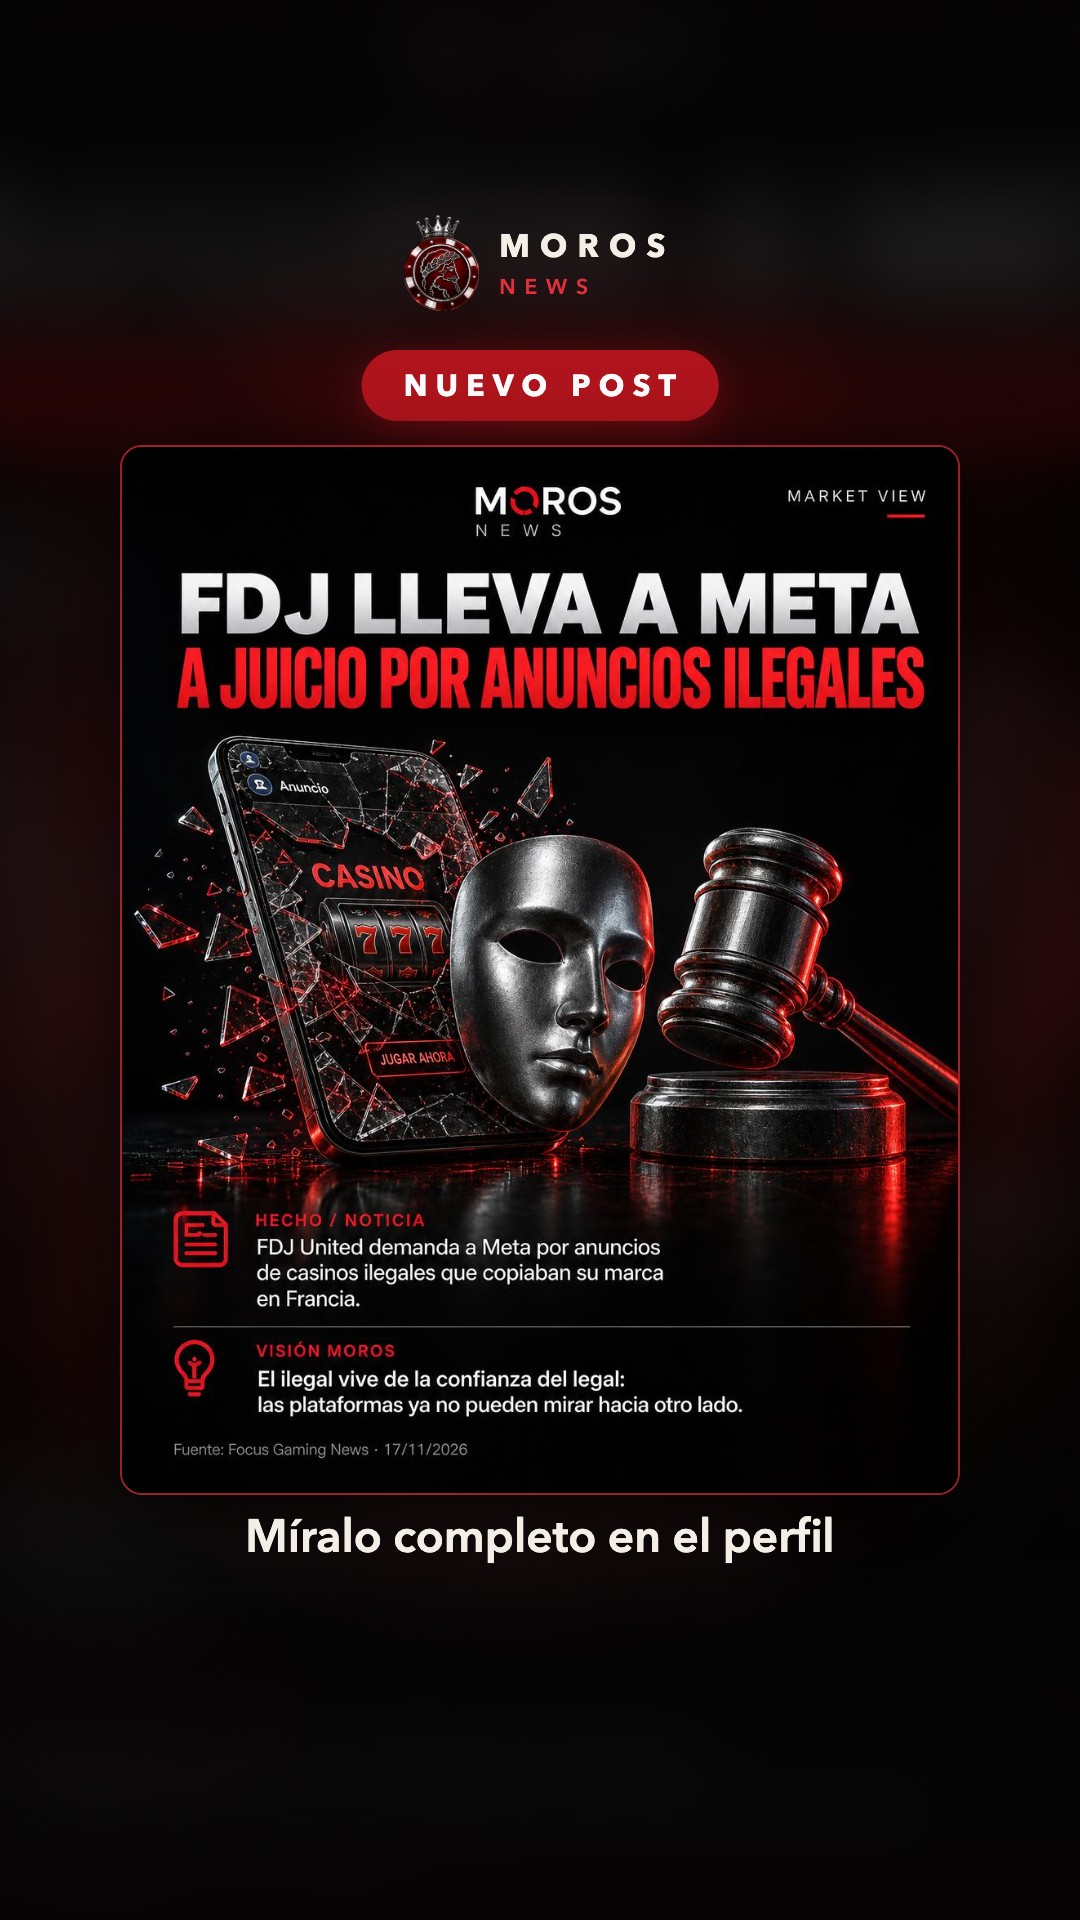 MOROS
NEWS
NUEVO POST
MOROS
NEWS
MARKET VIEW
FDJ LLEVA A META
A JUICIO POR ANUNCIOS ILEGALES
Anuncio
CASINO
777
JUGAR AHORA
HECHO / NOTICIA
FDJ United demanda a Meta por anuncios
de casinos ilegales que copiaban su marca
en Francia.
VISIÓN MOROS
El ilegal vive de la confianza del legal:
las plataformas ya no pueden mirar hacia otro lado.
Fuente: Focus Gaming News · 17/11/2026
Míralo completo en el perfil